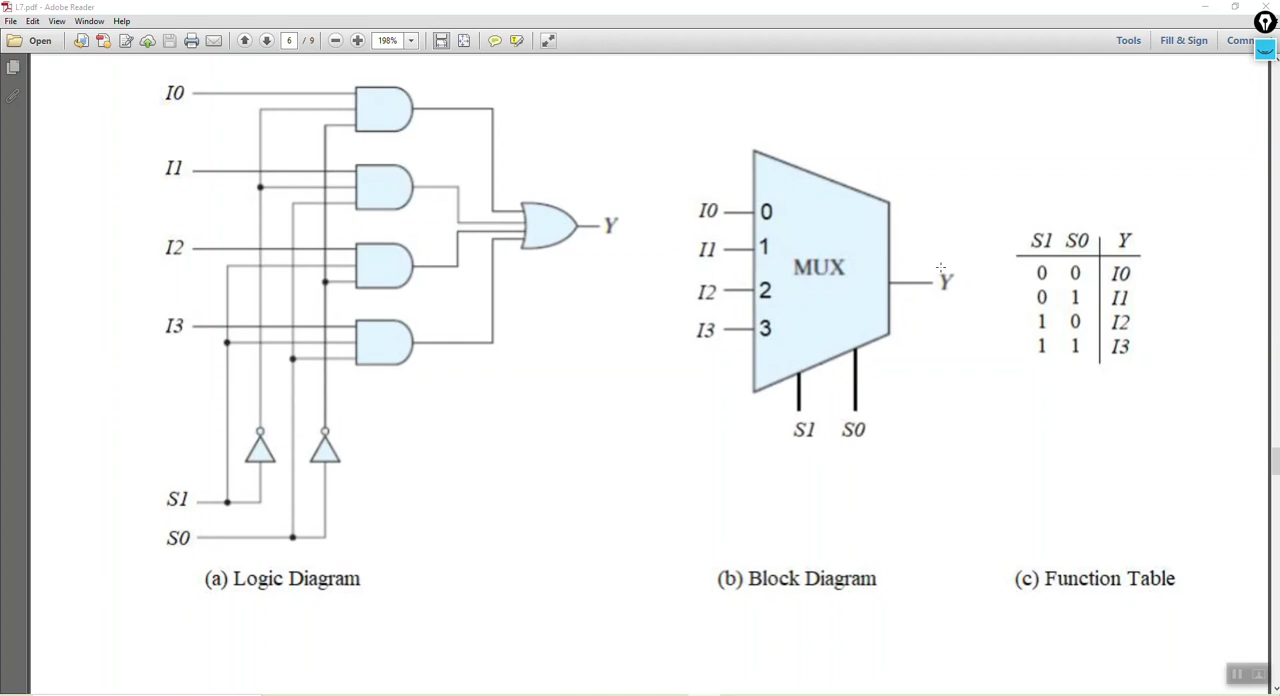 L7.pdf - Adobe Reader
File Edit View Window Help
Open 6 / 9 198% Tools Fill & Sign
I0
I1
I2
I3
S1
S0
Y
I0 0
I1 1
I2 2
I3 3
MUX
Y
S1 S0
S1 S0 Y
0 0 I0
0 1 I1
1 0 I2
1 1 I3
(a) Logic Diagram
(b) Block Diagram
(c) Function Table